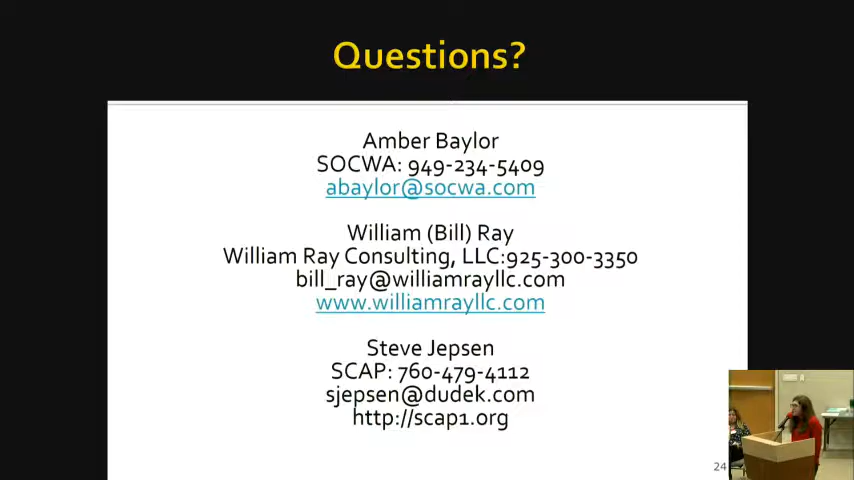 Questions?
Amber Baylor
SOCWA: 949-234-5409
abaylor@socwa.com
William (Bill) Ray
William Ray Consulting, LLC:925-300-3350
bill_ray@williamrayllc.com
www.williamrayllc.com
Steve Jepsen
SCAP: 760-479-4112
sjepsen@dudek.com
http://scap1.org
24